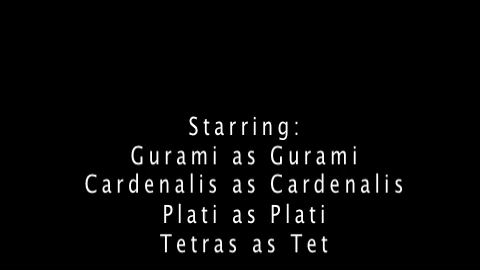 Starring:
Gurami as Gurami
Cardenalis as Cardenalis
Plati as Plati
Tetras as Tet